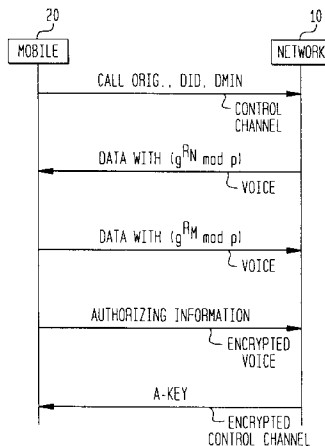 20
10
MOBILE
NETWORK
CALL ORIG., DID, DMIN
CONTROL
CHANNEL
DATA WITH (g^RN mod p)
VOICE
DATA WITH (g^RM mod p)
VOICE
AUTHORIZING INFORMATION
ENCRYPTED
VOICE
A-KEY
ENCRYPTED
CONTROL CHANNEL